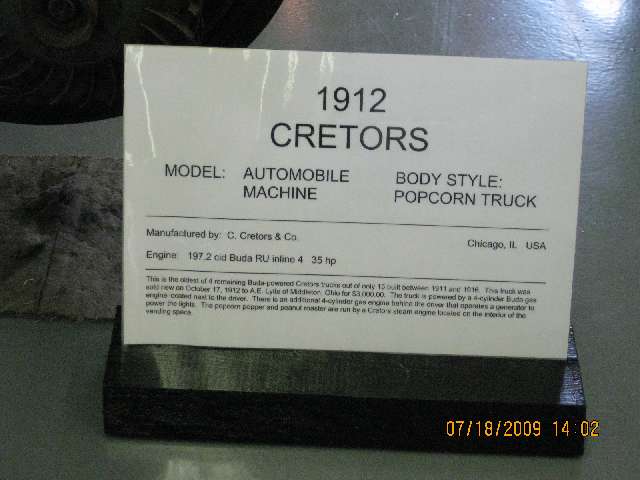 1912
CRETORS
MODEL: AUTOMOBILE MACHINE
BODY STYLE: POPCORN TRUCK
Manufactured by: C. Cretors & Co.
Chicago, IL USA
Engine: 197.2 cid Buda RU inline 4 35 hp
This is the oldest of 4 remaining Buda-powered Cretors trucks out of only 13 built between 1911 and 1916. This truck was
sold new on October 17, 1912 to A.E. Lytle of Middleton, Ohio for $3,000.00. The truck is powered by a 4-cylinder Buda gas
engine located next to the driver. There is an additional 4-cylinder gas engine behind the driver that operates a generator to
power the lights. The popcorn popper and peanut roaster are run by a Cretors steam engine located on the interior of the
vending space.
07/18/2009 14:02